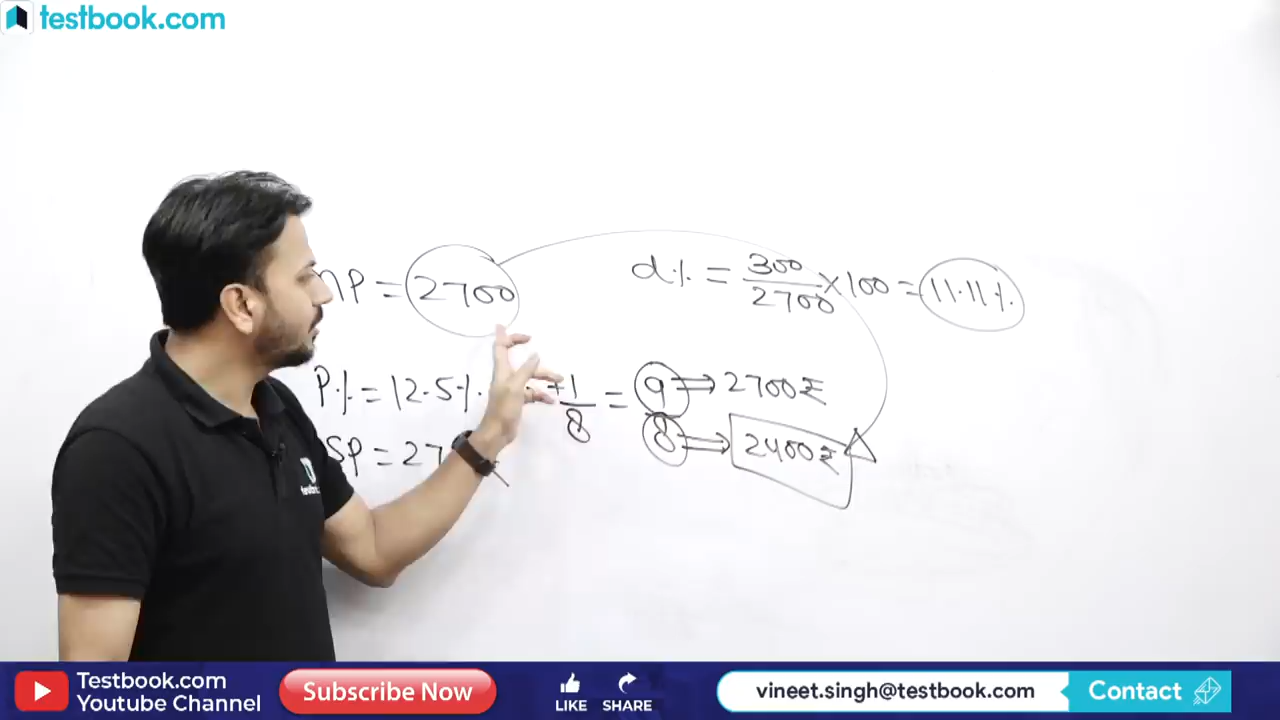 testbook.com
MP = 2700
d% = 300/2700 × 100 = 11.11%
P% = 12.5% +1/8 = 9 ⇒ 2700₹
8 ⇒ 2400₹
SP = 27
Testbook.com
Youtube Channel
Subscribe Now
LIKE
SHARE
vineet.singh@testbook.com
Contact